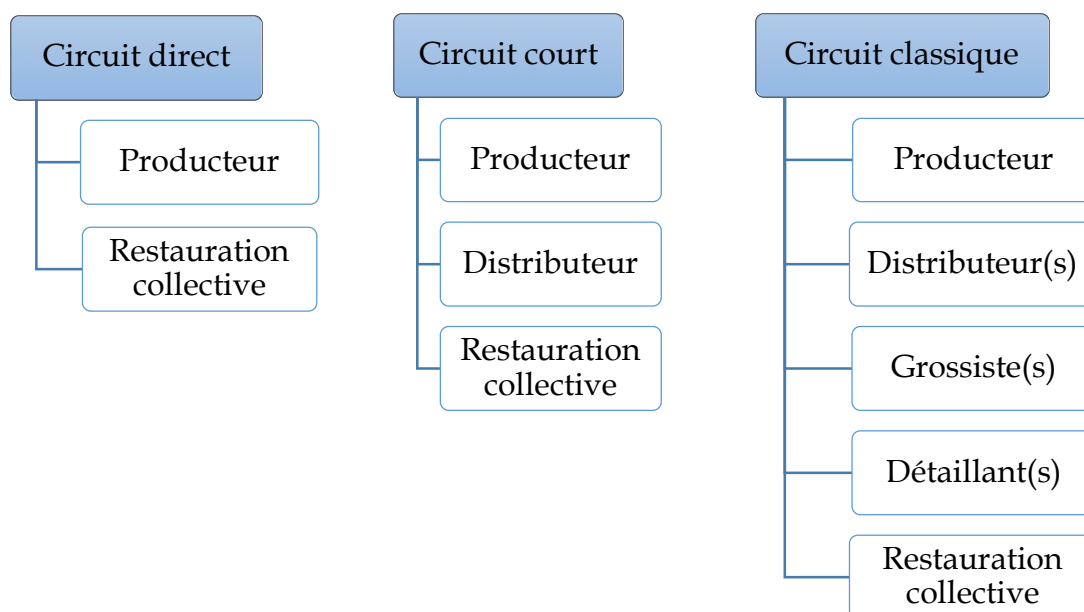 Circuit direct
Producteur
Restauration
collective
Circuit court
Producteur
Distributeur
Restauration
collective
Circuit classique
Producteur
Distributeur(s)
Grossiste(s)
Détaillant(s)
Restauration
collective